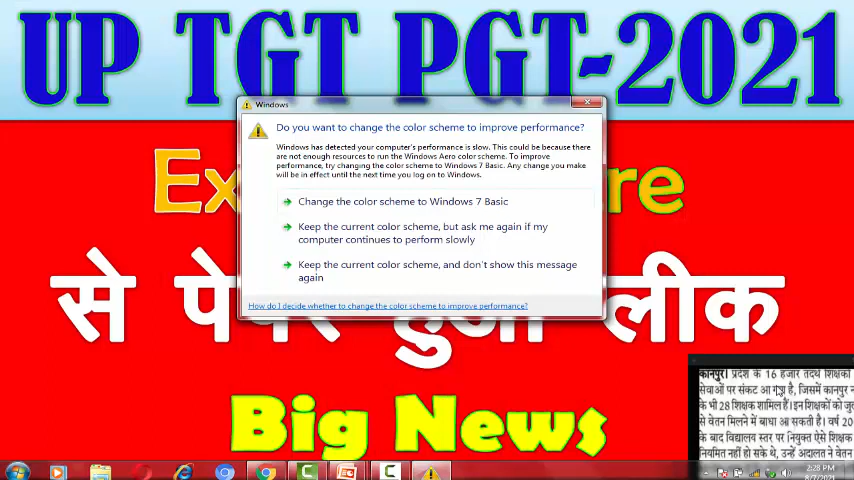 UP TGT PGT-2021
Windows
Do you want to change the color scheme to improve performance?
Windows has detected your computer's performance is slow. This could be because there
are not enough resources to run the Windows Aero color scheme. To improve
performance, try changing the color scheme to Windows 7 Basic. Any change you make
will be in effect until the next time you log on to Windows.
Change the color scheme to Windows 7 Basic
Keep the current color scheme, but ask me again if my
computer continues to perform slowly
Keep the current color scheme, and don't show this message
again
How do I decide whether to change the color scheme to improve performance?
से पेपर हुआ लीक
Big News
कानपुर। प्रदेश के 16 हजार तदर्थ शिक्षकों
सेवाओं पर संकट आ गया है, जिसमें कानपुर
के भी 28 शिक्षक शामिल हैं। इन शिक्षकों को
से वेतन मिलने में बाधा आ सकती है। वर्ष 20
के बाद विद्यालय स्तर पर नियुक्त ऐसे शिक्षक
नियमित नहीं हो सके थे, उन्हें अदालत ने वेतन
2:28 PM
8/7/2021